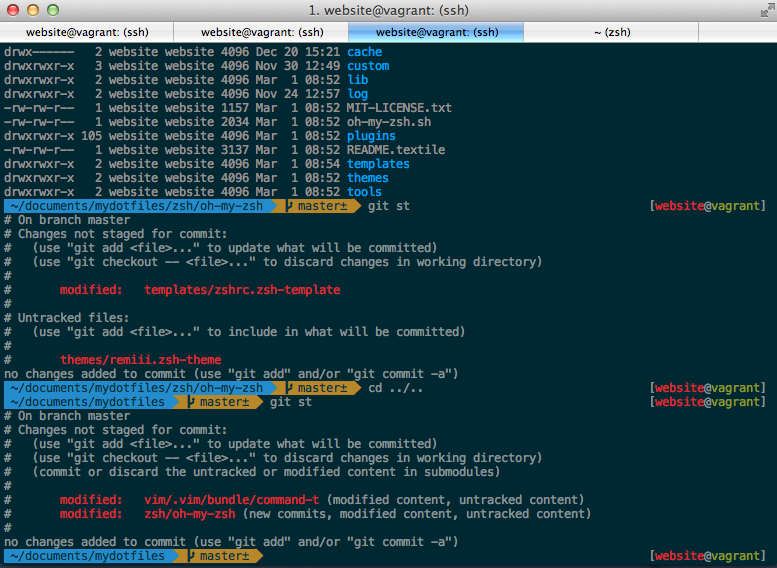 1. website@vagrant: (ssh)
website@vagrant: (ssh) website@vagrant: (ssh) website@vagrant: (ssh) ~ (zsh)
drwx------   2 website website 4096 Dec 20 15:21 cache
drwxrwxr-x   3 website website 4096 Nov 30 12:49 custom
drwxrwxr-x   2 website website 4096 Mar  1 08:52 lib
drwxrwxr-x   2 website website 4096 Nov 24 12:57 log
-rw-rw-r--   1 website website 1157 Mar  1 08:52 MIT-LICENSE.txt
-rw-rw-r--   1 website website 2034 Mar  1 08:52 oh-my-zsh.sh
drwxrwxr-x 105 website website 4096 Mar  1 08:52 plugins
-rw-rw-r--   1 website website 3137 Mar  1 08:52 README.textile
drwxrwxr-x   2 website website 4096 Mar  1 08:54 templates
drwxrwxr-x   2 website website 4096 Mar  1 08:52 themes
drwxrwxr-x   2 website website 4096 Mar  1 08:52 tools
~/documents/mydotfiles/zsh/oh-my-zsh master± git st [website@vagrant]
# On branch master
# Changes not staged for commit:
#   (use "git add <file>..." to update what will be committed)
#   (use "git checkout -- <file>..." to discard changes in working directory)
#
#       modified:   templates/zshrc.zsh-template
#
# Untracked files:
#   (use "git add <file>..." to include in what will be committed)
#
#       themes/remiii.zsh-theme
no changes added to commit (use "git add" and/or "git commit -a")
~/documents/mydotfiles/zsh/oh-my-zsh master± cd ../.. [website@vagrant]
~/documents/mydotfiles master± git st [website@vagrant]
# On branch master
# Changes not staged for commit:
#   (use "git add <file>..." to update what will be committed)
#   (use "git checkout -- <file>..." to discard changes in working directory)
#   (commit or discard the untracked or modified content in submodules)
#
#       modified:   vim/.vim/bundle/command-t (modified content, untracked content)
#       modified:   zsh/oh-my-zsh (new commits, modified content, untracked content)
#
no changes added to commit (use "git add" and/or "git commit -a")
~/documents/mydotfiles master± [website@vagrant]